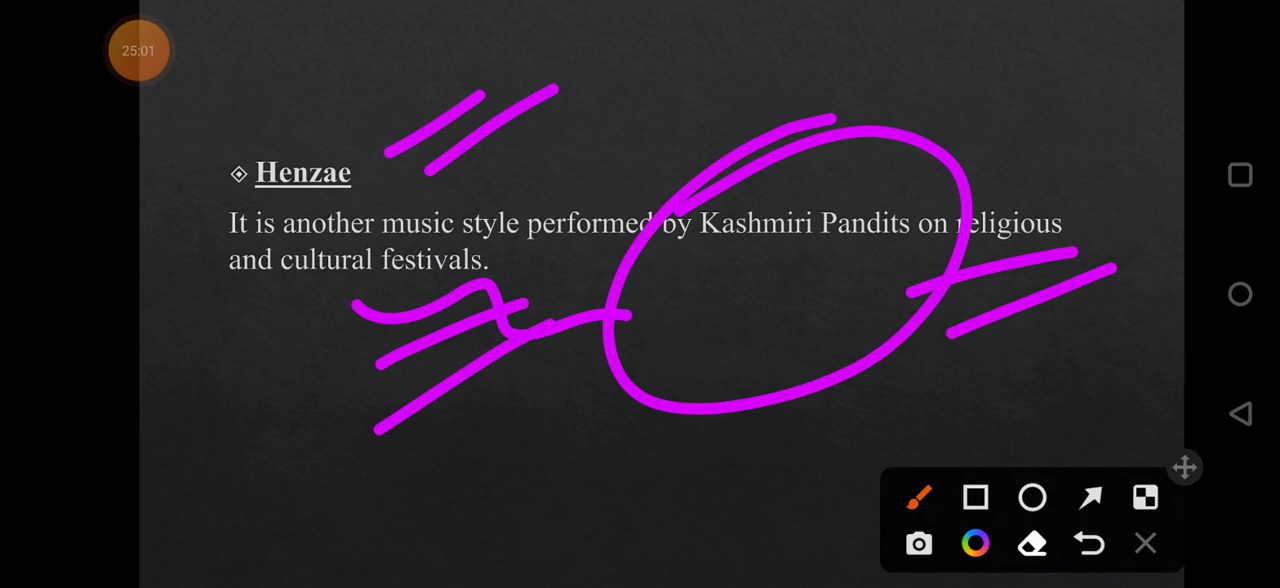 25:01
Henzae
It is another music style performed by Kashmiri Pandits on religious
and cultural festivals.